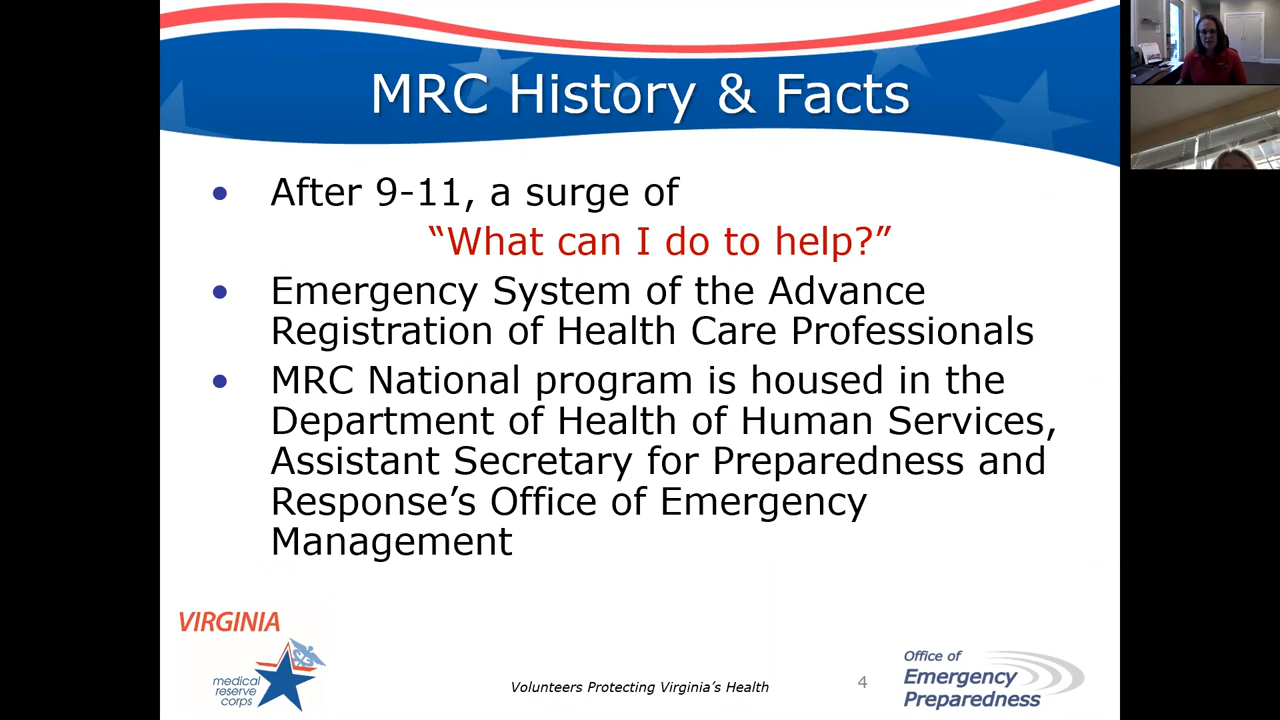 MRC History & Facts
• After 9-11, a surge of
“What can I do to help?”
• Emergency System of the Advance
Registration of Health Care Professionals
• MRC National program is housed in the
Department of Health of Human Services,
Assistant Secretary for Preparedness and
Response’s Office of Emergency
Management
VIRGINIA
medical
reserve
corps
Volunteers Protecting Virginia’s Health
4
Office of
Emergency
Preparedness